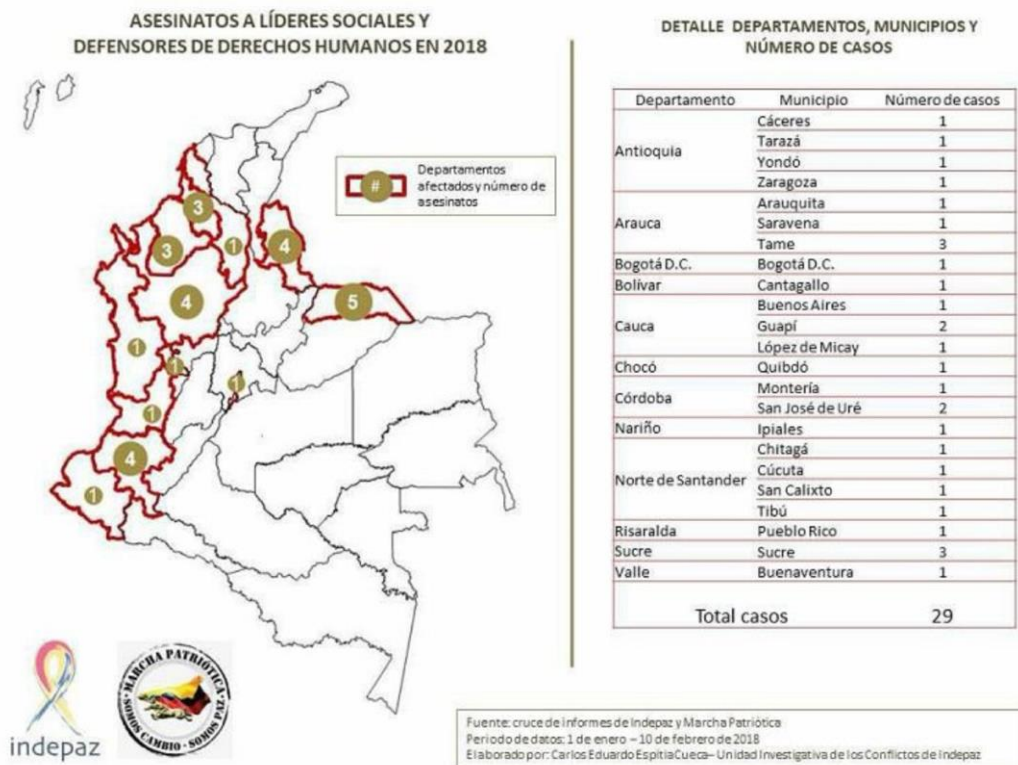 ASESINATOS A LÍDERES SOCIALES Y
DEFENSORES DE DERECHOS HUMANOS EN 2018
#
Departamentos
afectados y número de
asesinatos
3
3
1
4
4
5
1
1
1
1
4
1
indepaz
MARCHA PATRIÓTICA
SOMOS CAMBIO - SOMOS PAZ
DETALLE DEPARTAMENTOS, MUNICIPIOS Y
NÚMERO DE CASOS
Departamento Municipio Número de casos
Antioquia
Cáceres 1
Tarazá 1
Yondó 1
Zaragoza 1
Arauca
Arauquita 1
Saravena 1
Tame 3
Bogotá D.C. Bogotá D.C. 1
Bolívar Cantagallo 1
Cauca
Buenos Aires 1
Guapí 2
López de Micay 1
Chocó Quibdó 1
Córdoba
Montería 1
San José de Uré 2
Nariño Ipiales 1
Norte de Santander
Chitagá 1
Cúcuta 1
San Calixto 1
Tibú 1
Risaralda Pueblo Rico 1
Sucre Sucre 3
Valle Buenaventura 1
Total casos 29
Fuente: cruce de informes de Indepaz y Marcha Patriótica
Periodo de datos: 1 de enero – 10 de febrero de 2018
Elaborado por: Carlos Eduardo Espitia Cueca– Unidad Investigativa de los Conflictos de Indepaz